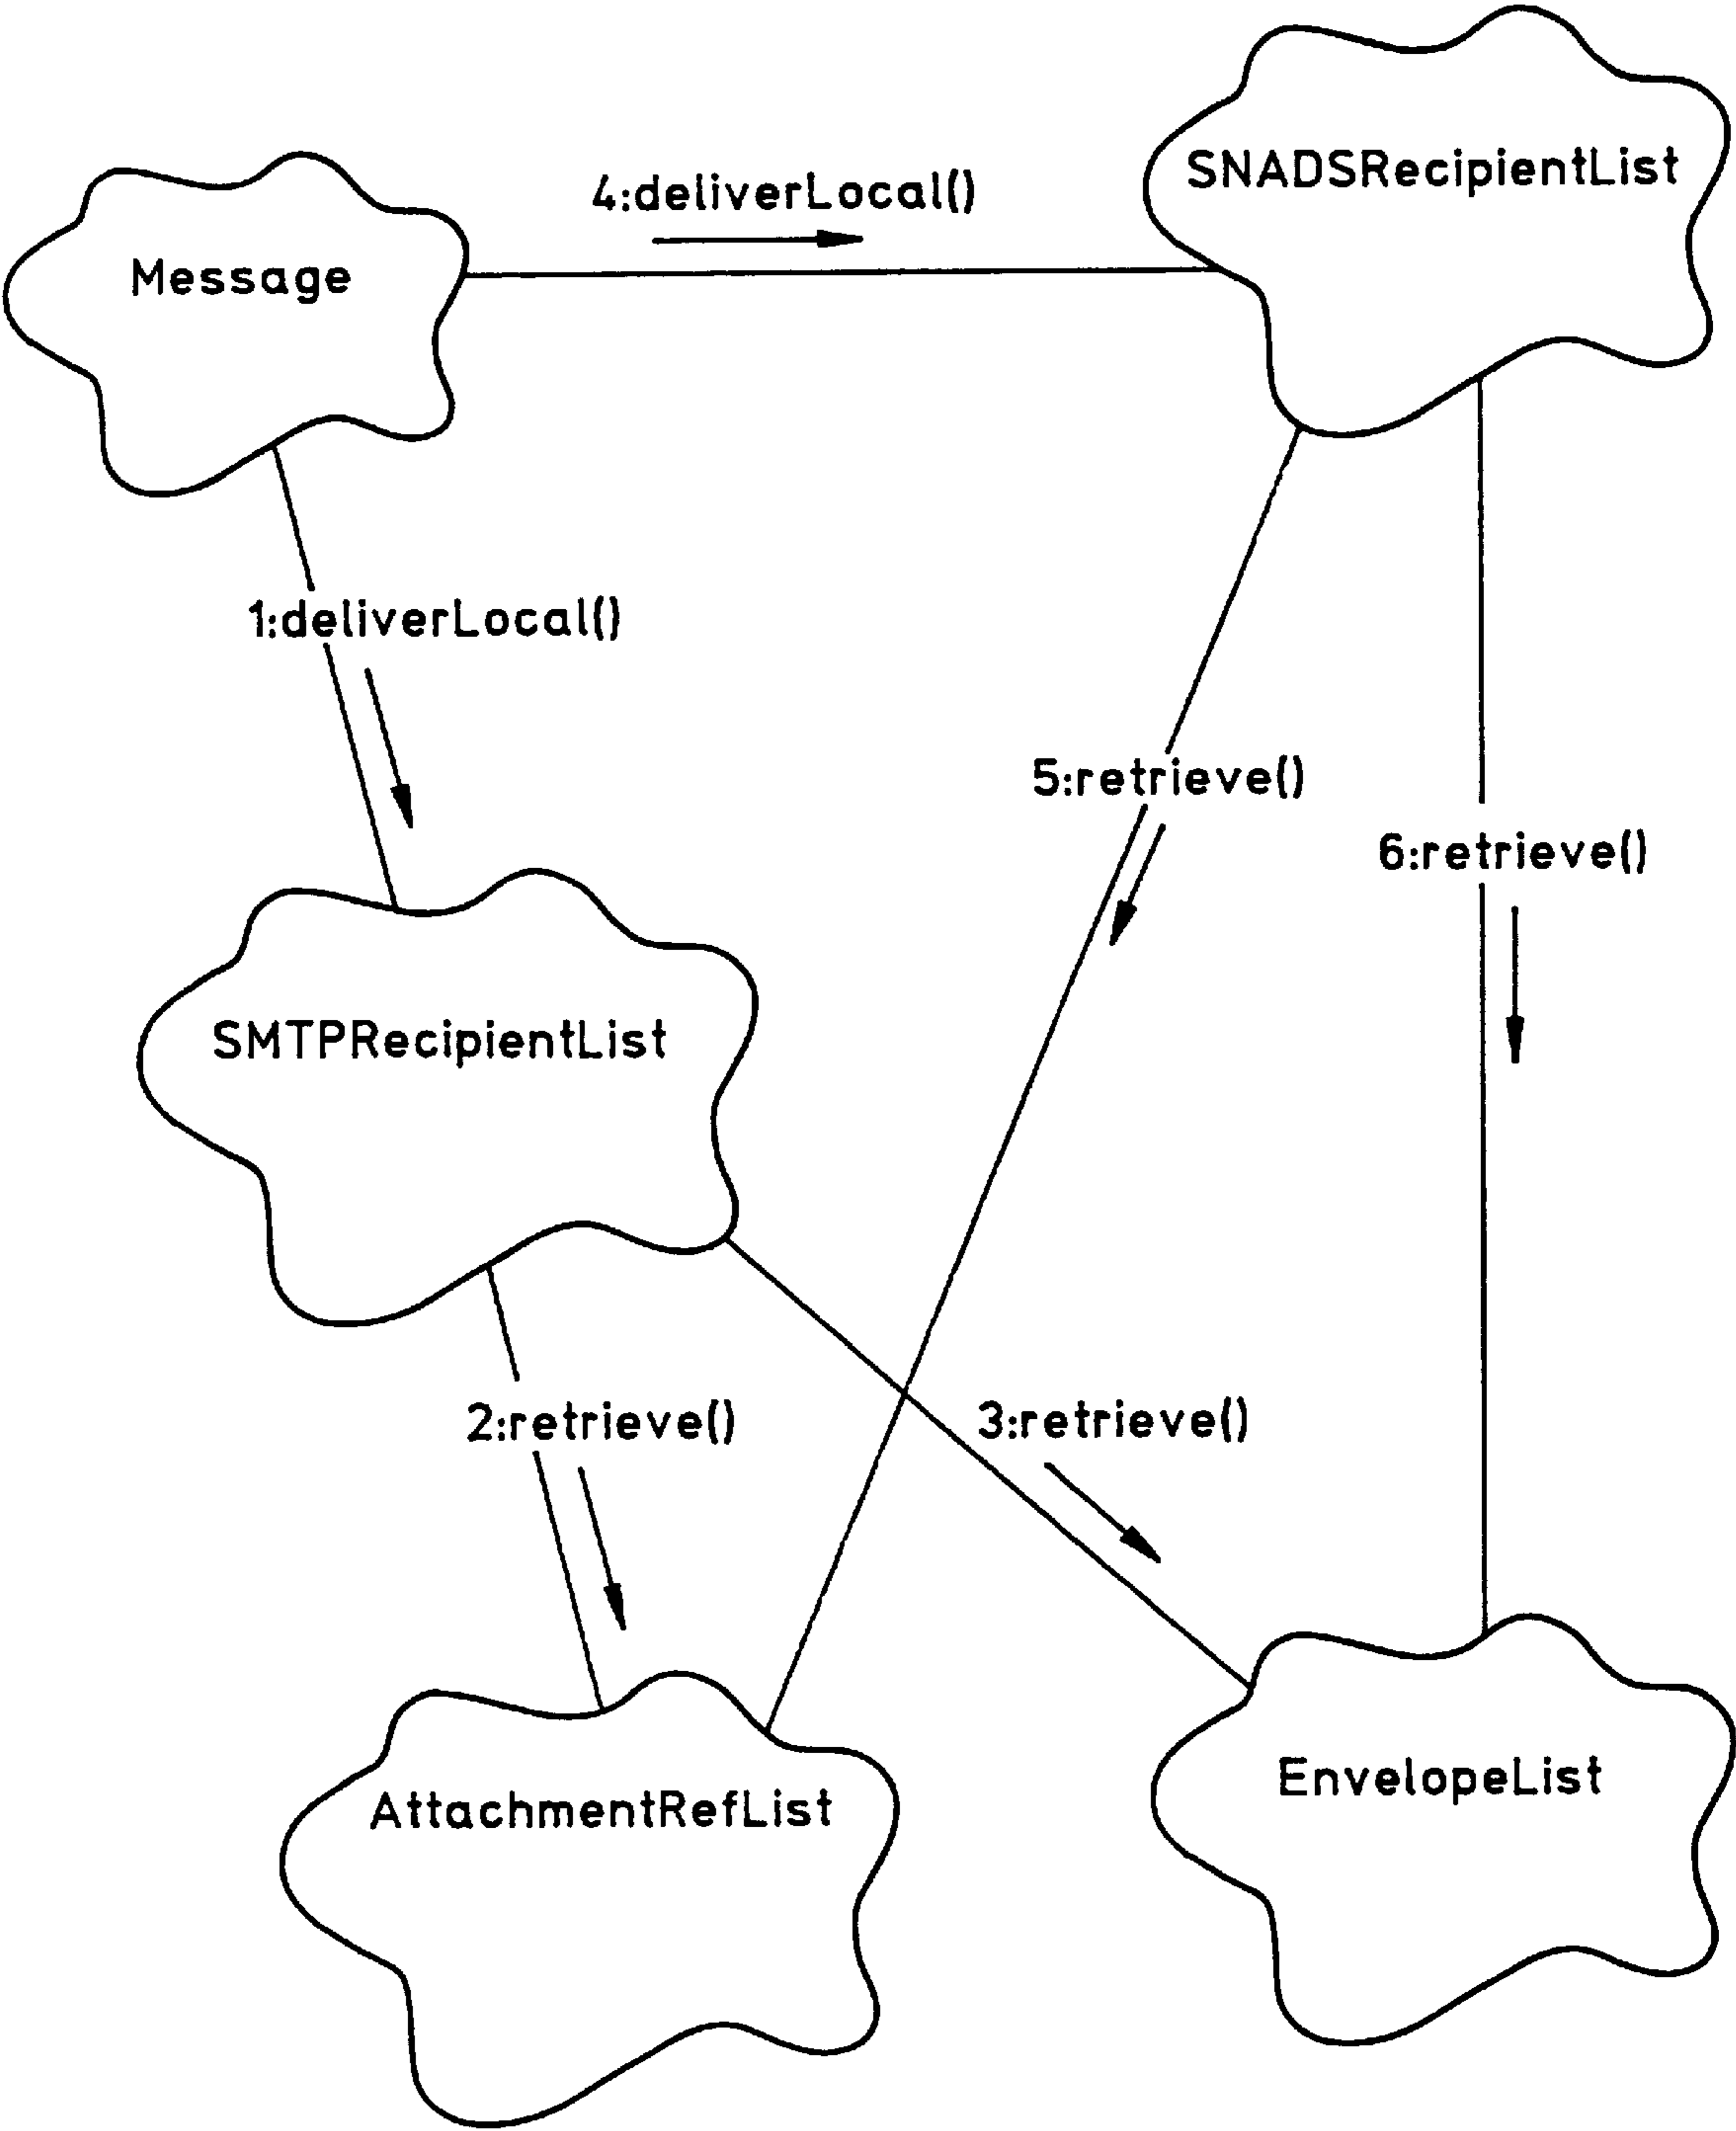 SNADSRecipientList
4:deliverLocal()
Message
1:deliverLocal()
5:retrieve()
6:retrieve()
SMTPRecipientList
2:retrieve()
3:retrieve()
EnvelopeList
AttachmentRefList